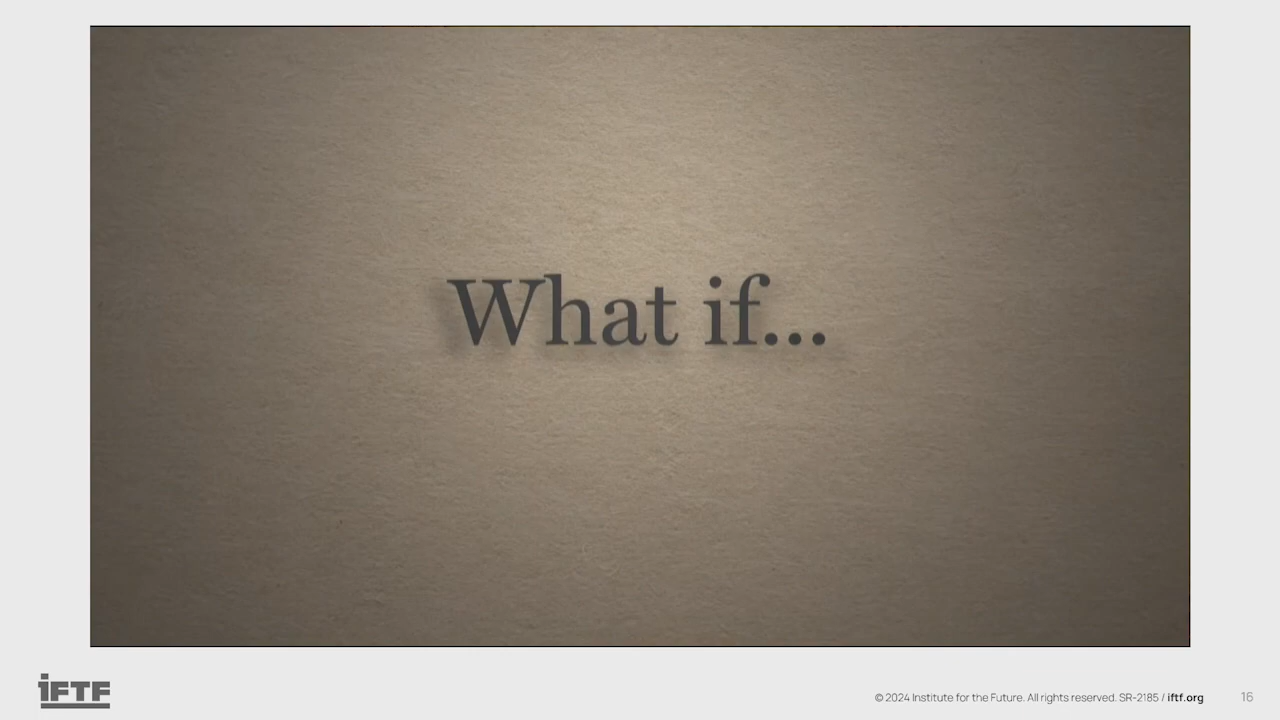 What if...
iFTF
© 2024 Institute for the Future. All rights reserved. SR-2185 / iftf.org
16